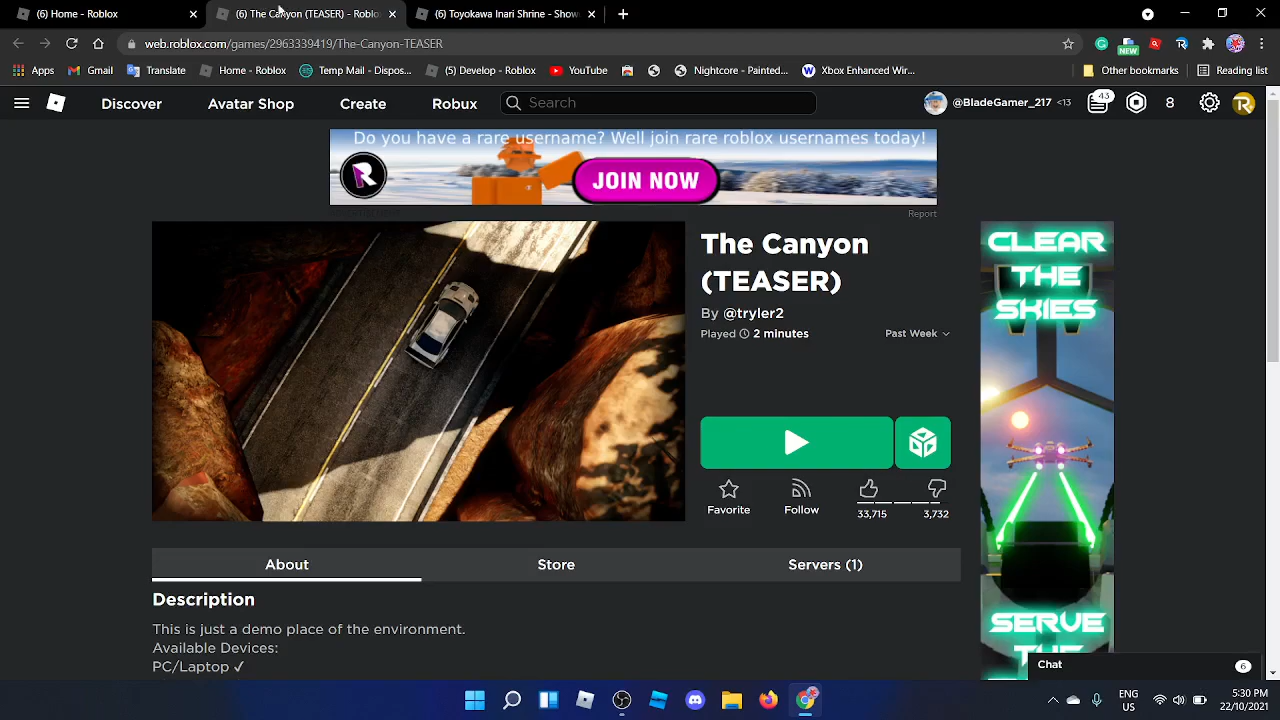 (6) Home - Roblox
(6) The Canyon (TEASER) - Roblo
(6) Toyokawa Inari Shrine - Show
web.roblox.com/games/2963339419/The-Canyon-TEASER
NEW
Apps
Gmail
Translate
Home - Roblox
Temp Mail - Dispos...
(5) Develop - Roblox
YouTube
Nightcore - Painted...
Xbox Enhanced/Wir...
Other bookmarks
Reading list
Discover
Avatar Shop
Create
Robux
Search
@BladeGamer_217 <13
43
8
Do you have a rare username? Well join rare roblox usernames today!
JOIN NOW
Report
The Canyon
(TEASER)
By @tryler2
Played 2 minutes
Past Week
Favorite
Follow
33,715
3,732
CLEAR
THE
SKIES
SERVE
THE
About
Store
Servers (1)
Description
This is just a demo place of the environment.
Available Devices:
PC/Laptop ✓
Chat
6
ENG
US
5:30 PM
22/10/2021